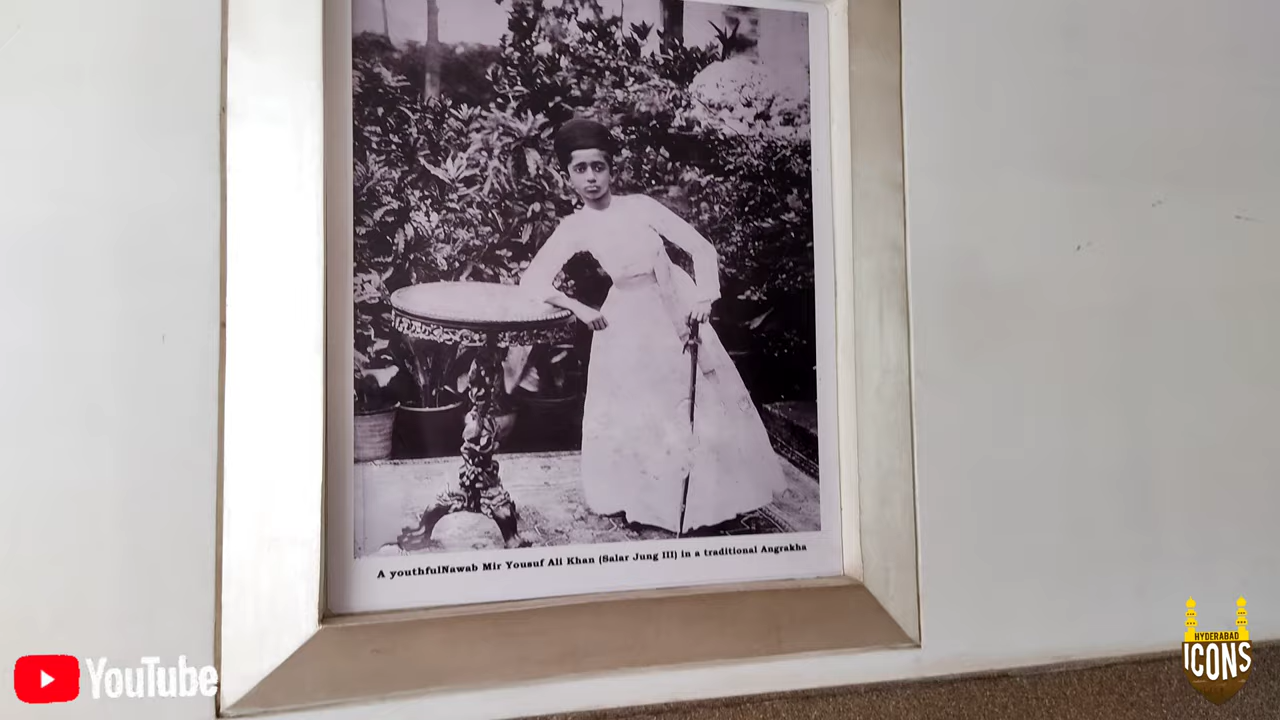 A youthfulNawab Mir Yousuf Ali Khan (Salar Jung III) in a traditional Angrakha
YouTube
HYDERABAD
ICONS